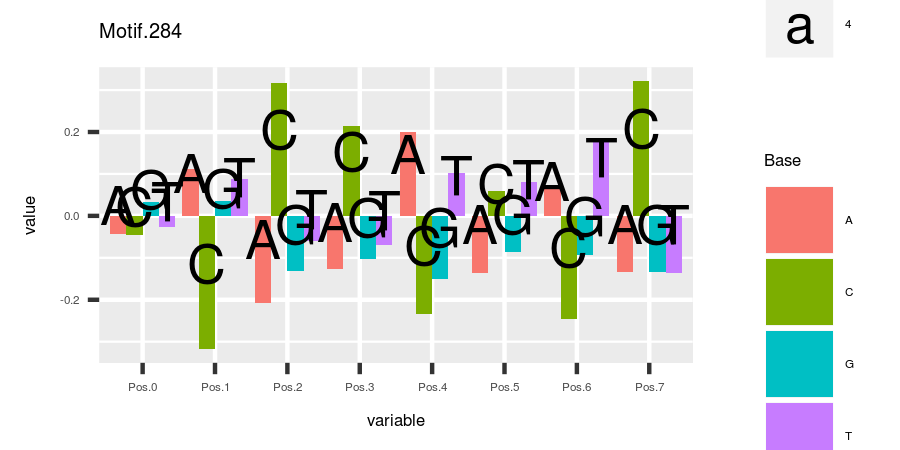 Motif.284
a 4
value
0.2
0.0
-0.2
A C G T A C G T A C G T A C G T A C G T A C G T A C G T A C G T
Pos.0 Pos.1 Pos.2 Pos.3 Pos.4 Pos.5 Pos.6 Pos.7
variable
Base
A
C
G
T